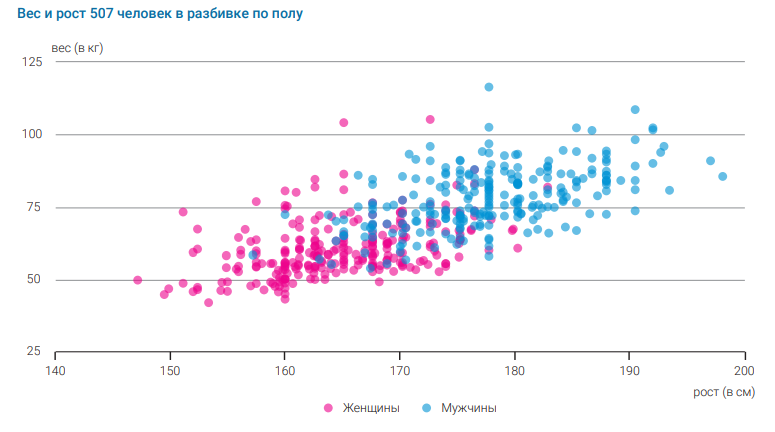 Вес и рост 507 человек в разбивке по полу
вес (в кг)
125
100
75
50
25
140 150 160 170 180 190 200
рост (в см)
Женщины Мужчины